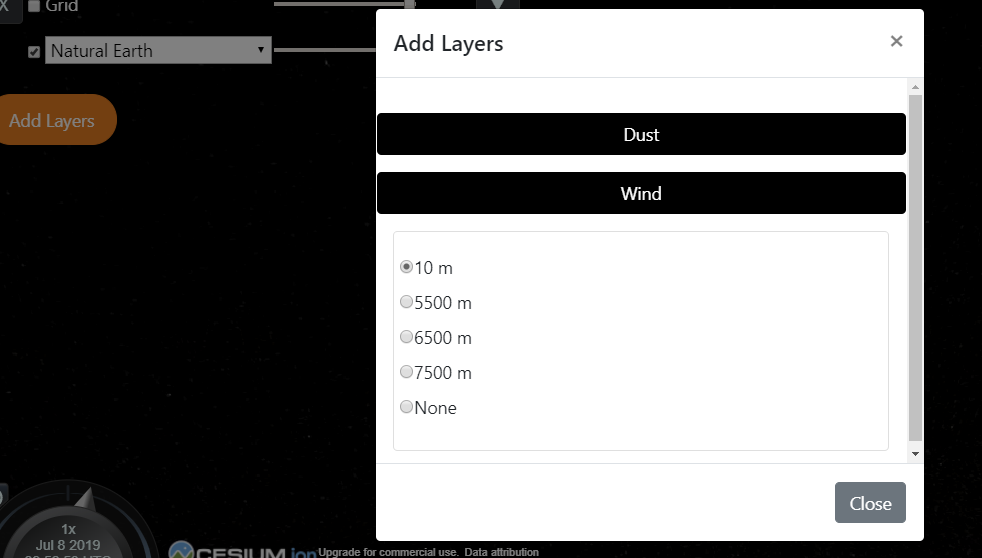 X
Grid
Natural Earth
Add Layers
Add Layers
×
Dust
Wind
10 m
5500 m
6500 m
7500 m
None
Close
1x
Jul 8 2019
CESIUM ion
Upgrade for commercial use. Data attribution